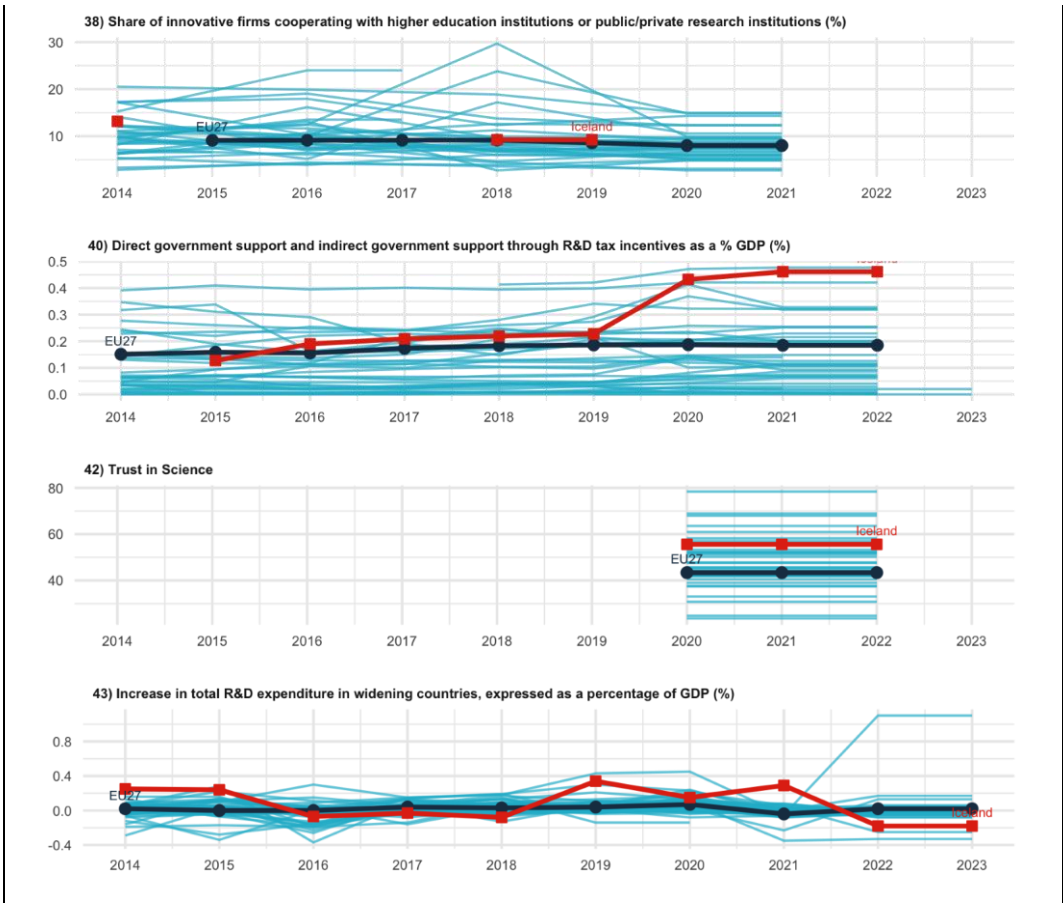 38) Share of innovative firms cooperating with higher education institutions or public/private research institutions (%)
30
20
10
EU27
Iceland
2014 2015 2016 2017 2018 2019 2020 2021 2022 2023
40) Direct government support and indirect government support through R&D tax incentives as a % GDP (%)
0.5
Iceland
0.4
0.3
0.2
EU27
0.1
0.0
2014 2015 2016 2017 2018 2019 2020 2021 2022 2023
42) Trust in Science
80
60
Iceland
EU27
40
2014 2015 2016 2017 2018 2019 2020 2021 2022 2023
43) Increase in total R&D expenditure in widening countries, expressed as a percentage of GDP (%)
0.8
0.4
EU27
0.0
Iceland
-0.4
2014 2015 2016 2017 2018 2019 2020 2021 2022 2023